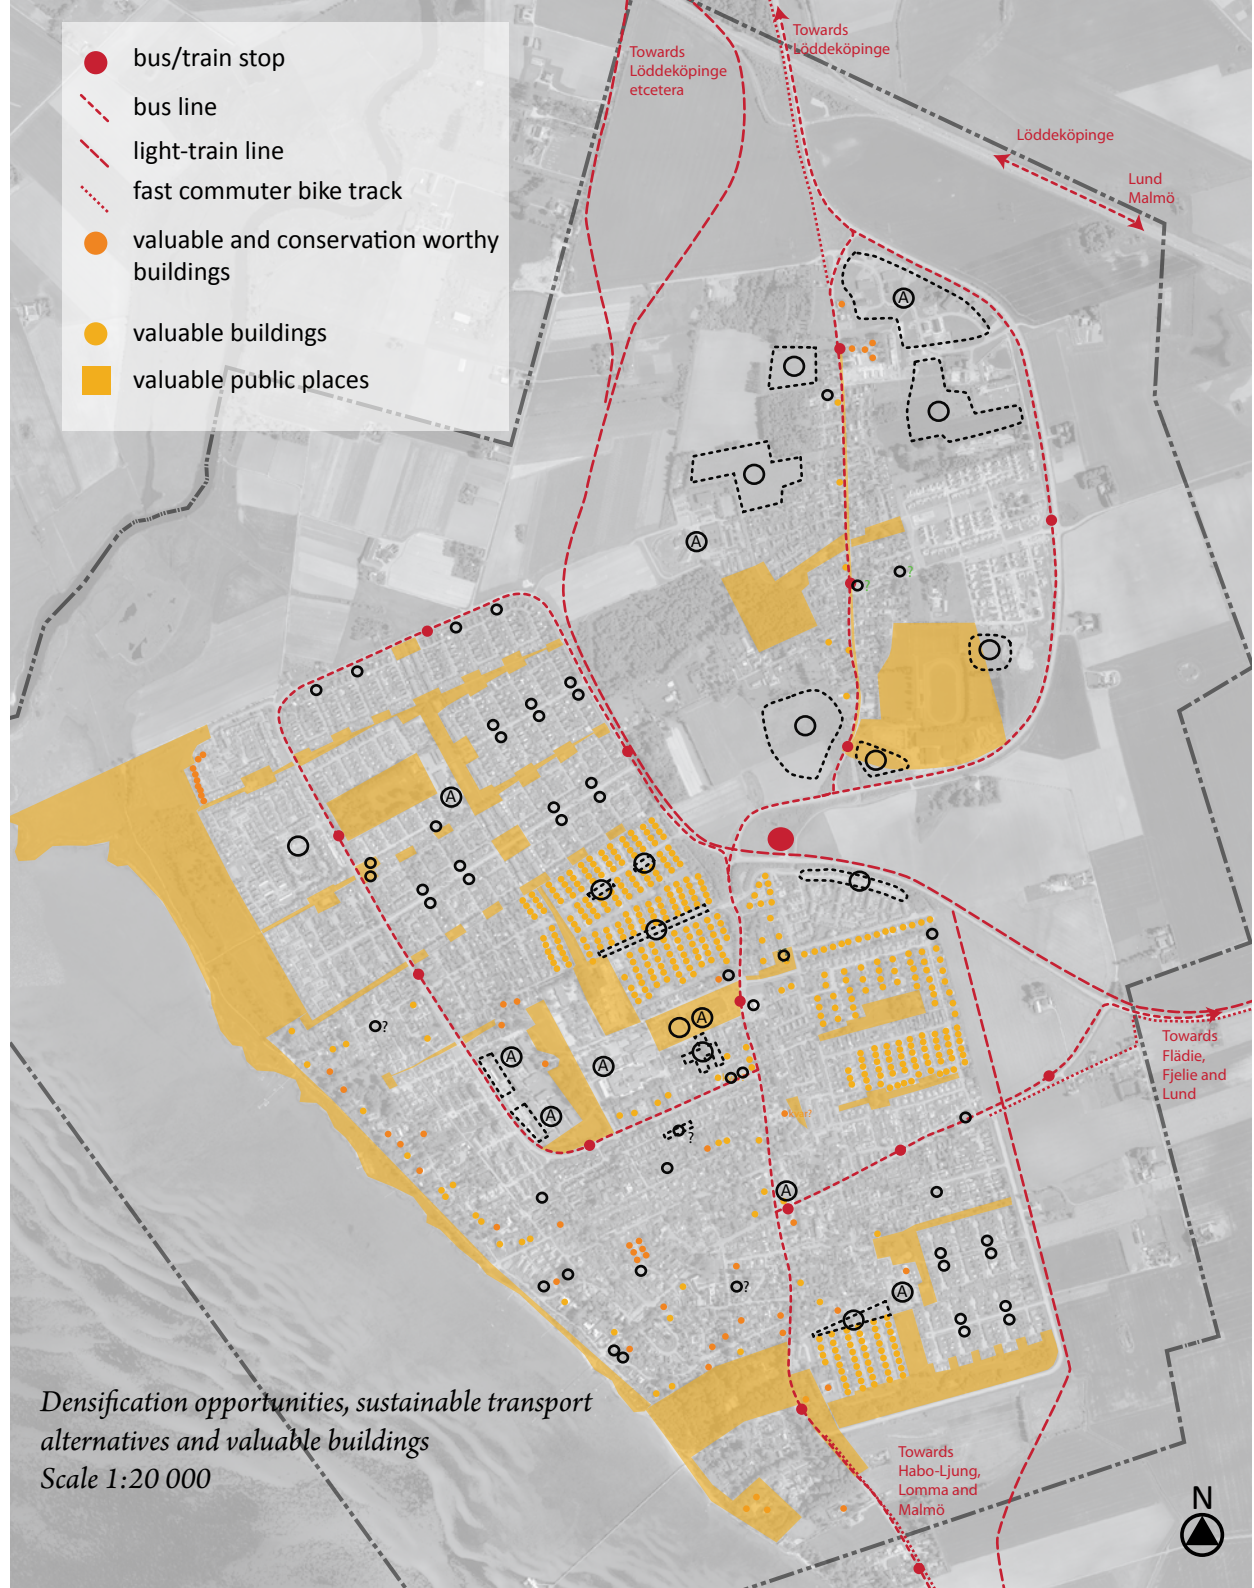 bus/train stop
bus line
light-train line
fast commuter bike track
valuable and conservation worthy
buildings
valuable buildings
valuable public places
Towards
Löddeköpinge
etcetera
Towards
Löddeköpinge
Löddeköpinge
Lund
Malmö
A
A
?
?
A
?
A
A
A
A
?
A
?
A
Towards
Flädie,
Fjelie and
Lund
Densification opportunities, sustainable transport
alternatives and valuable buildings
Scale 1:20 000
Towards
Habo-Ljung,
Lomma and
Malmö
N